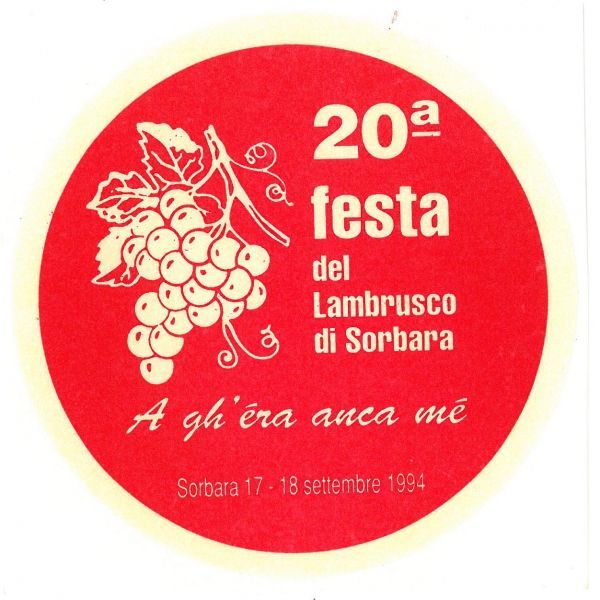 20ª
festa
del
Lambrusco
di Sorbara
A gh'éra anca mé
Sorbara 17 - 18 settembre 1994